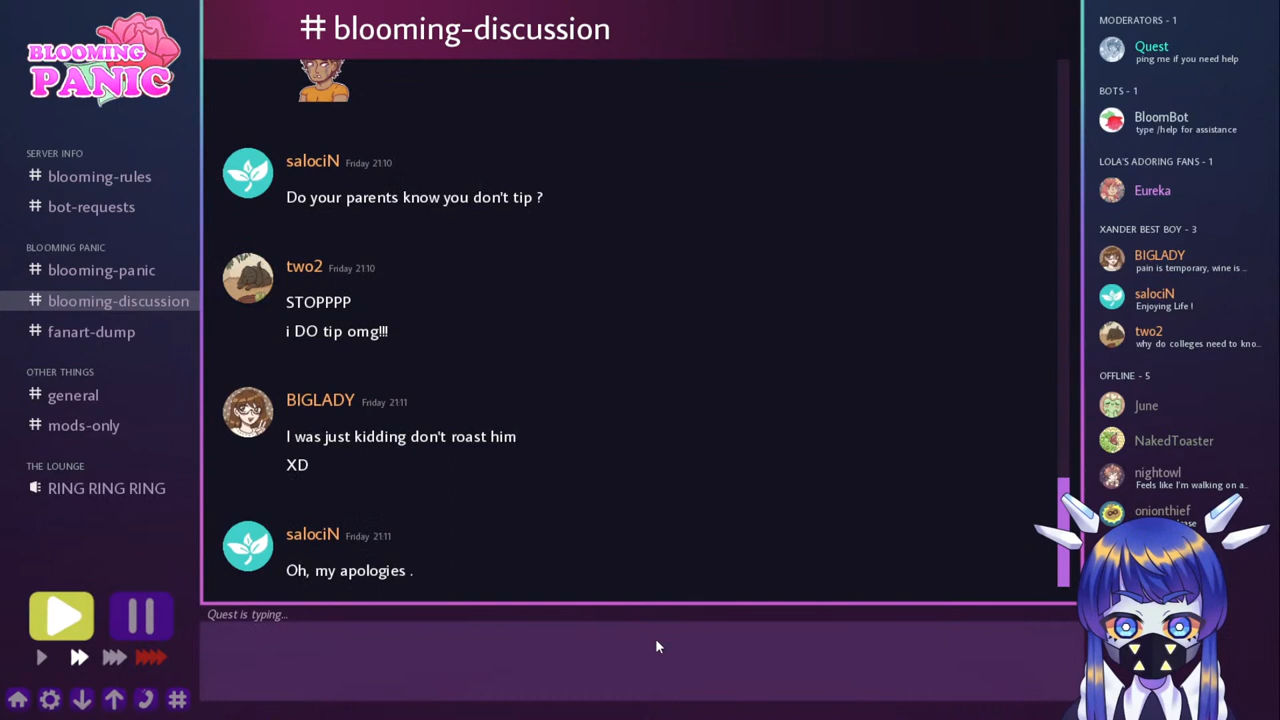 BLOOMING
PANIC
SERVER INFO
# blooming-rules
# bot-requests
BLOOMING PANIC
# blooming-panic
# blooming-discussion
# fanart-dump
OTHER THINGS
# general
# mods-only
THE LOUNGE
RING RING RING
# blooming-discussion
salociN Friday 21:10
Do your parents know you don't tip ?
two2 Friday 21:10
STOPPPP
i DO tip omg!!!
BIGLADY Friday 21:11
I was just kidding don't roast him
XD
salociN Friday 21:11
Oh, my apologies .
Quest is typing...
MODERATORS - 1
Quest
ping me if you need help
BOTS - 1
BloomBot
type /help for assistance
LOLA'S ADORING FANS - 1
Eureka
XANDER BEST BOY - 3
BIGLADY
pain is temporary, wine is ...
salociN
Enjoying Life !
two2
why do colleges need to kno...
OFFLINE - 5
June
NakedToaster
nightowl
Feels like I'm walking on a...
onionthief